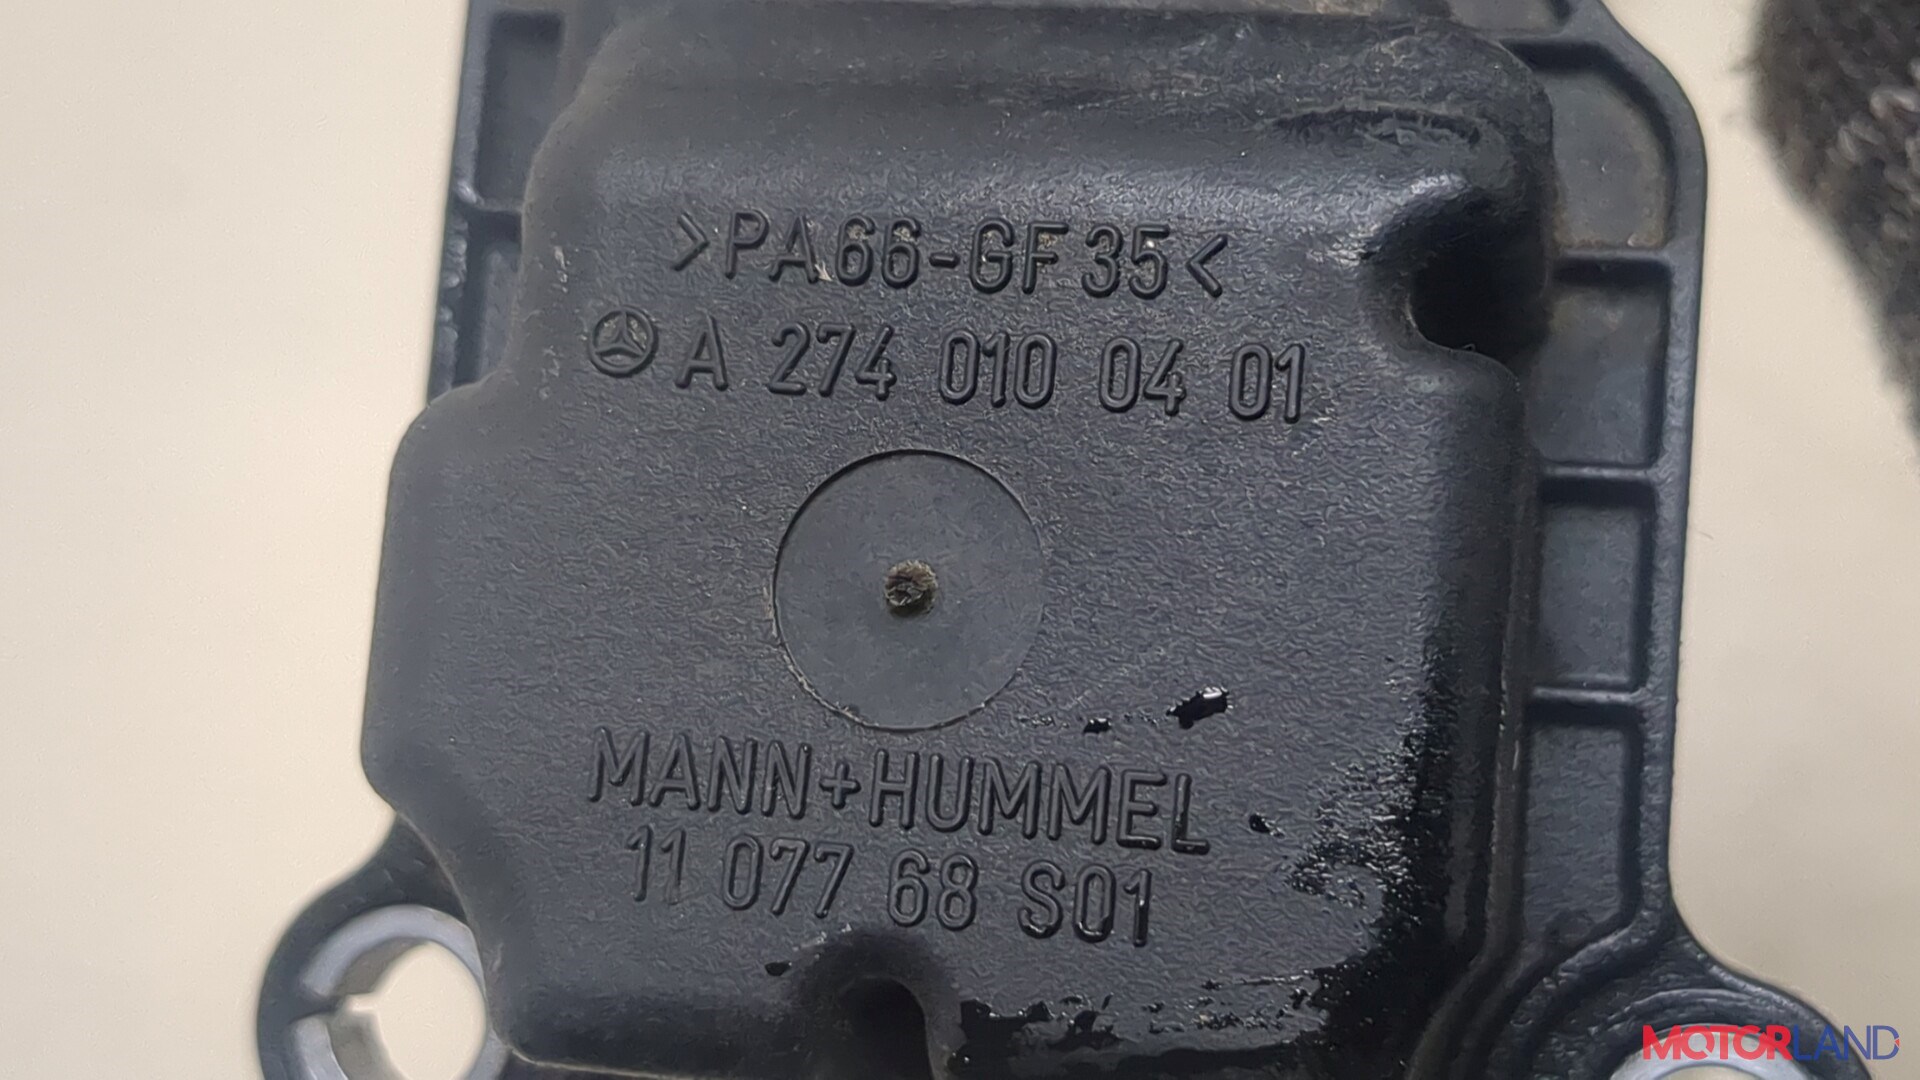 >PA66-GF35<
A 274 010 04 01
MANN+HUMMEL
11 077 68 S01
MOTORLAND